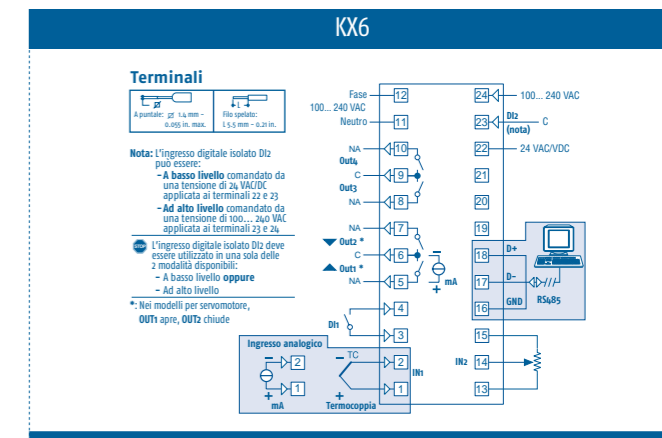 KX6
Terminali
A puntale: ⌀ 1.4 mm -
0.055 in. max.
L
Filo spelato:
L 5.5 mm - 0.21 in.
Nota: L'ingresso digitale isolato DI2
può essere:
- A basso livello comandato da
una tensione di 24 VAC/DC
applicata ai terminali 22 e 23
- Ad alto livello comandato da
una tensione di 100... 240 VAC
applicata ai terminali 23 e 24
STOP L'ingresso digitale isolato DI2 deve
essere utilizzato in una sola delle
2 modalità disponibili:
- A basso livello oppure
- Ad alto livello
*: Nei modelli per servomotore,
OUT1 apre, OUT2 chiude
Fase 12
100... 240 VAC
Neutro 11
NA 10
Out4
C 9
Out3
NA 8
NA 7
Out2 *
C 6
Out1 *
NA 5
− + mA
4
DI1
3
Ingresso analogico
− 2
1
+
mA
− TC 2
IN1
1
+
Termocoppia
24 100... 240 VAC
DI2
23 C
(nota)
22 24 VAC/VDC
21
20
19
18 D+
17 D-
RS485
16 GND
15
IN2 14
13